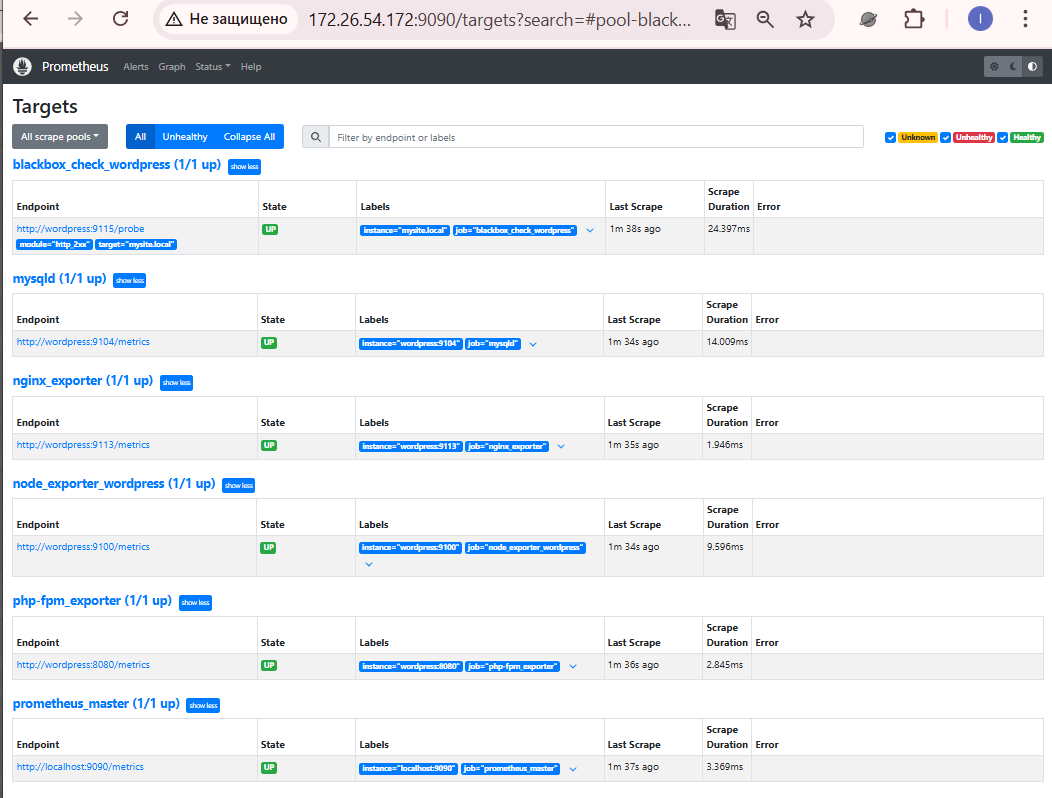 Не защищено 172.26.54.172:9090/targets?search=#pool-black...
I
Prometheus Alerts Graph Status Help
Targets
All scrape pools All Unhealthy Collapse All Filter by endpoint or labels Unknown Unhealthy Healthy
blackbox_check_wordpress (1/1 up) show less
Endpoint State Labels Last Scrape Scrape Duration Error
http://wordpress:9115/probe UP instance="mysite.local" job="blackbox_check_wordpress" 1m 38s ago 24.397ms
module="http_2xx" target="mysite.local"
mysqld (1/1 up) show less
Endpoint State Labels Last Scrape Scrape Duration Error
http://wordpress:9104/metrics UP instance="wordpress:9104" job="mysqld" 1m 34s ago 14.009ms
nginx_exporter (1/1 up) show less
Endpoint State Labels Last Scrape Scrape Duration Error
http://wordpress:9113/metrics UP instance="wordpress:9113" job="nginx_exporter" 1m 35s ago 1.946ms
node_exporter_wordpress (1/1 up) show less
Endpoint State Labels Last Scrape Scrape Duration Error
http://wordpress:9100/metrics UP instance="wordpress:9100" job="node_exporter_wordpress" 1m 34s ago 9.596ms
php-fpm_exporter (1/1 up) show less
Endpoint State Labels Last Scrape Scrape Duration Error
http://wordpress:8080/metrics UP instance="wordpress:8080" job="php-fpm_exporter" 1m 36s ago 2.845ms
prometheus_master (1/1 up) show less
Endpoint State Labels Last Scrape Scrape Duration Error
http://localhost:9090/metrics UP instance="localhost:9090" job="prometheus_master" 1m 37s ago 3.369ms